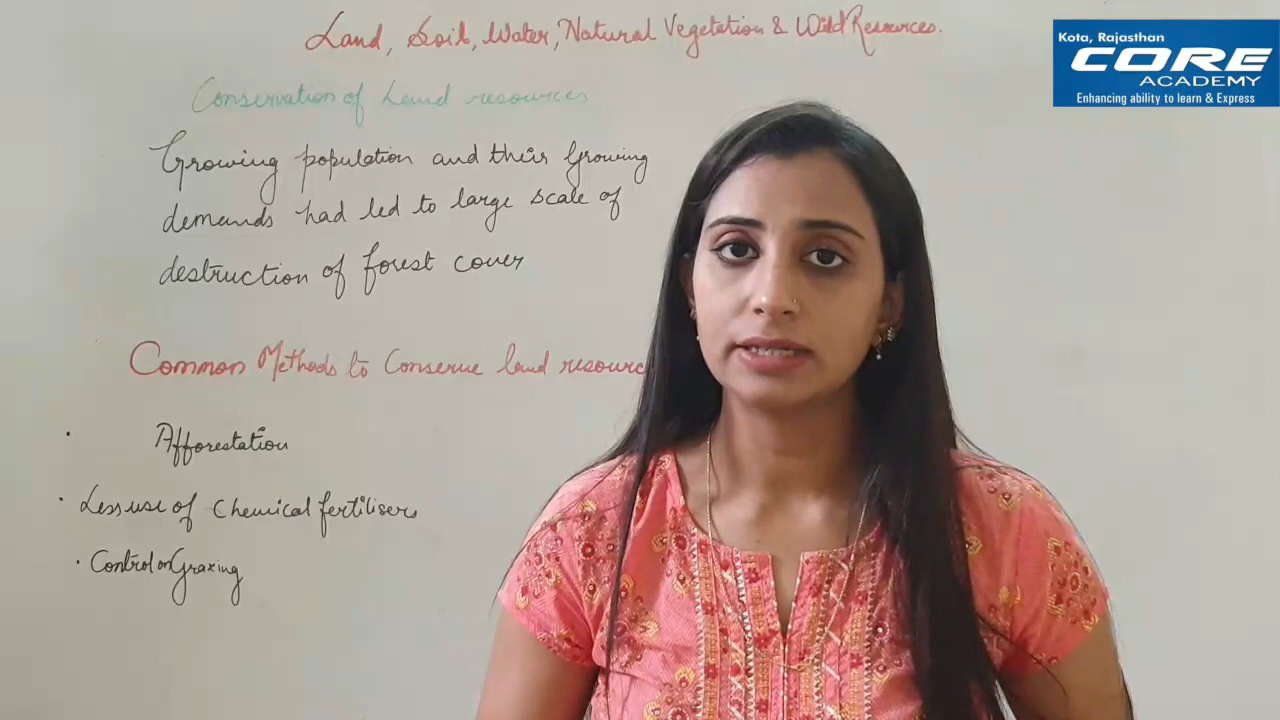 Land, Soil, Water, Natural Vegetation & Wild Resources.
Kota, Rajasthan
CORE
ACADEMY
Enhancing ability to learn & Express
Conservation of Land resources
Growing population and their Growing
demands had led to large scale of
destruction of forest cover
Common Methods to Conserve land resourc
· Afforestation
· Less use of Chemical fertilisers
· Control on Grazing